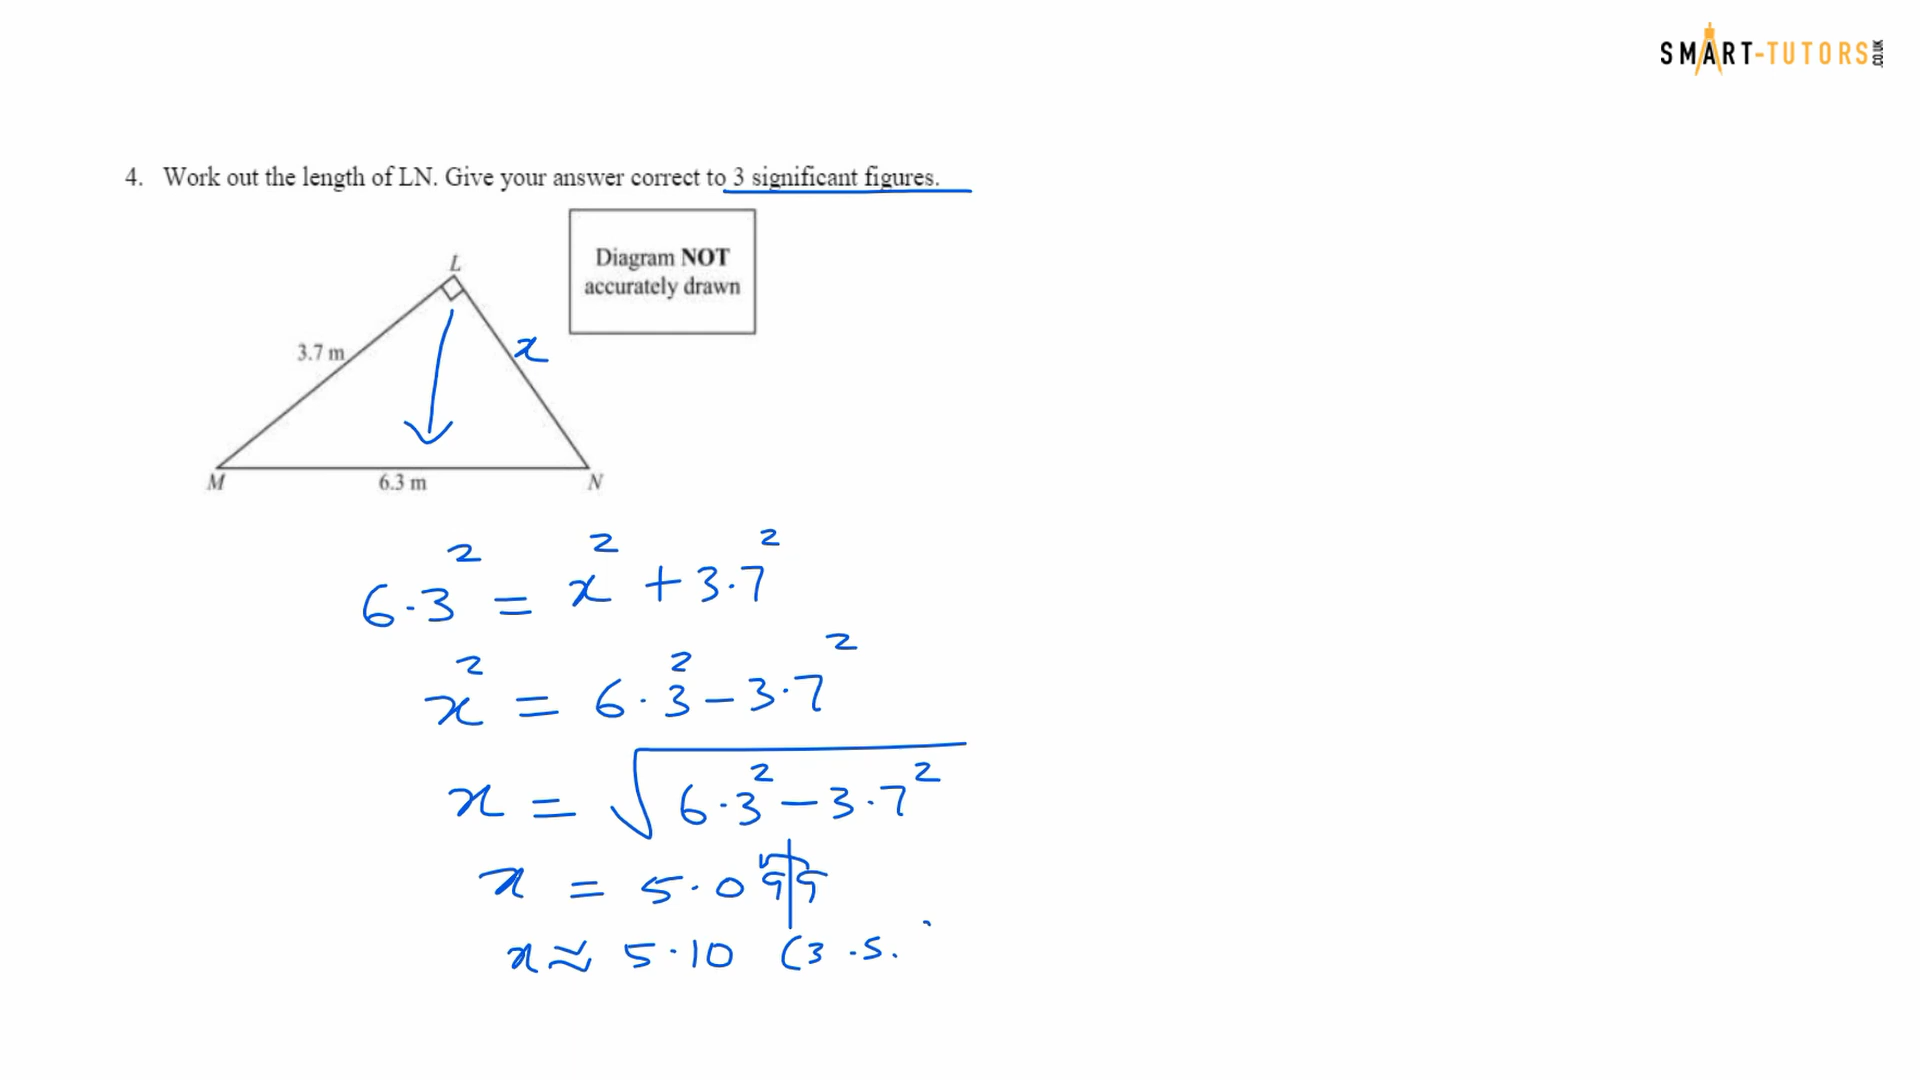 SMART-TUTORS.CO.UK
4. Work out the length of LN. Give your answer correct to 3 significant figures.
Diagram NOT
accurately drawn
L
3.7 m
x
M
6.3 m
N
6.3² = x² + 3.7²
x² = 6.3² - 3.7²
x = √6.3² - 3.7²
x = 5.099
x ≈ 5.10 (3.s.